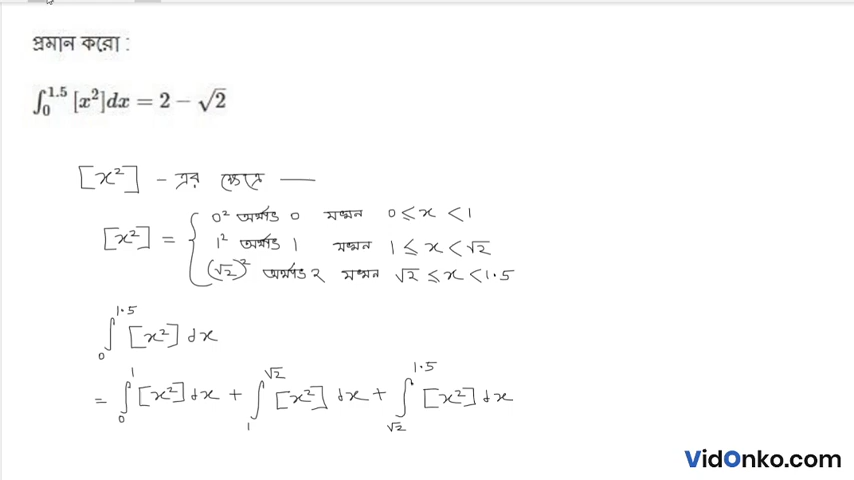 প্রমান করো :
∫₀^1.5 [x²]dx = 2 − √2
[x²] - এর ক্ষেত্রে —
0² অর্থাৎ 0 যখন 0 ≤ x < 1
[x²] = { 1² অর্থাৎ 1 যখন 1 ≤ x < √2
(√2)² অর্থাৎ 2 যখন √2 ≤ x < 1.5
∫₀^1.5 [x²] dx
= ∫₀^1 [x²] dx + ∫₁^√2 [x²] dx + ∫_√2^1.5 [x²] dx
VidOnko.com